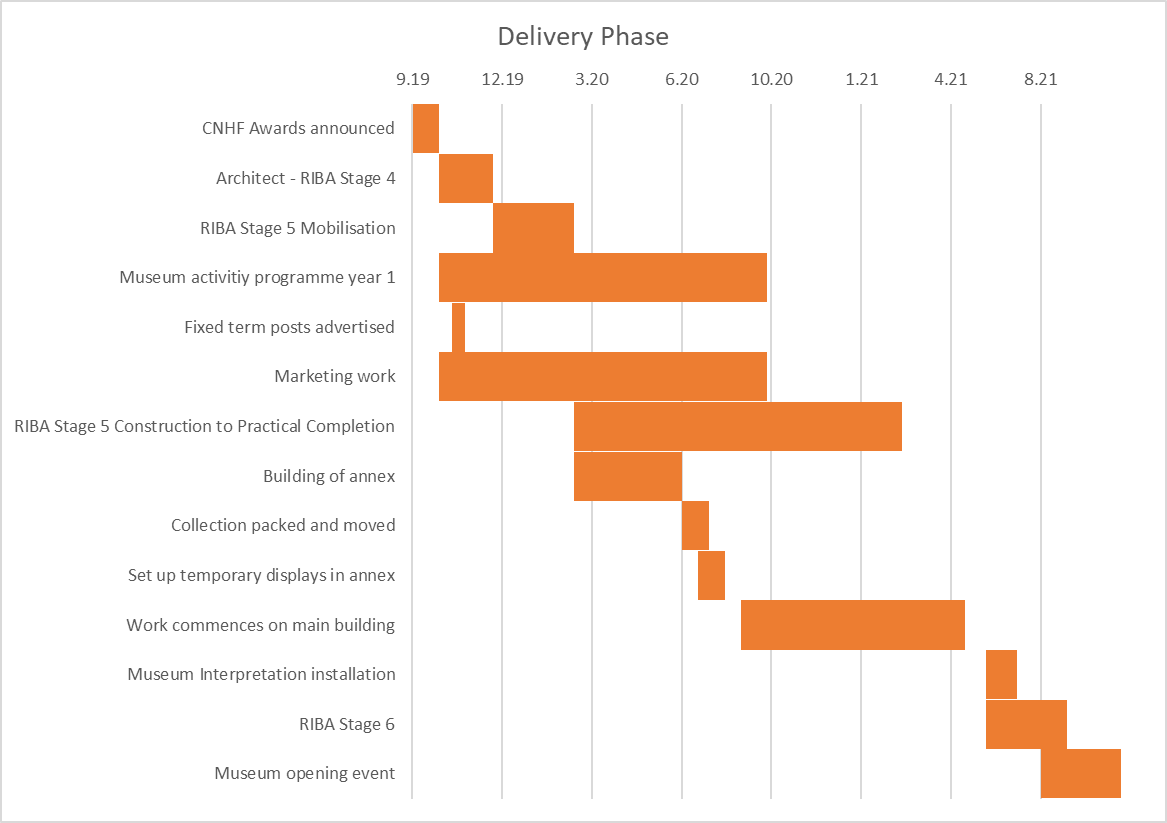 Delivery Phase
9.19 12.19 3.20 6.20 10.20 1.21 4.21 8.21
CNHF Awards announced
Architect - RIBA Stage 4
RIBA Stage 5 Mobilisation
Museum activitiy programme year 1
Fixed term posts advertised
Marketing work
RIBA Stage 5 Construction to Practical Completion
Building of annex
Collection packed and moved
Set up temporary displays in annex
Work commences on main building
Museum Interpretation installation
RIBA Stage 6
Museum opening event